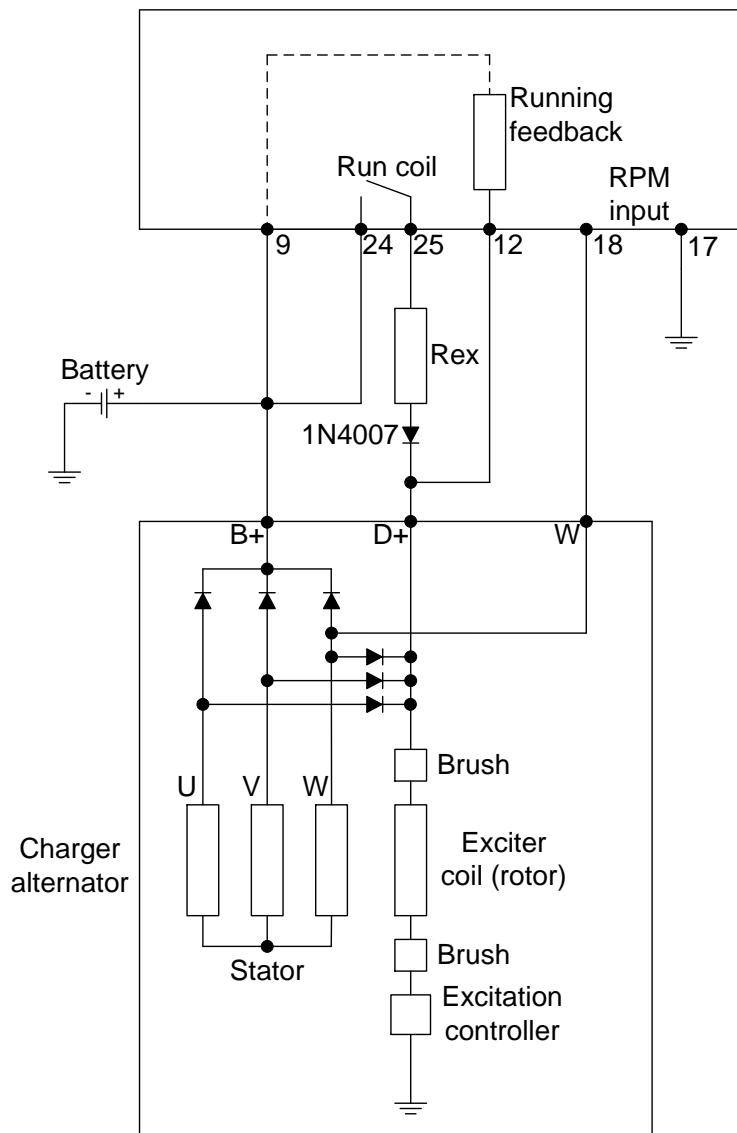 Running
feedback
Run coil
RPM
input
9
24
25
12
18
17
Rex
Battery
- +
1N4007
B+
D+
W
U
V
W
Brush
Exciter
coil (rotor)
Charger
alternator
Brush
Stator
Excitation
controller